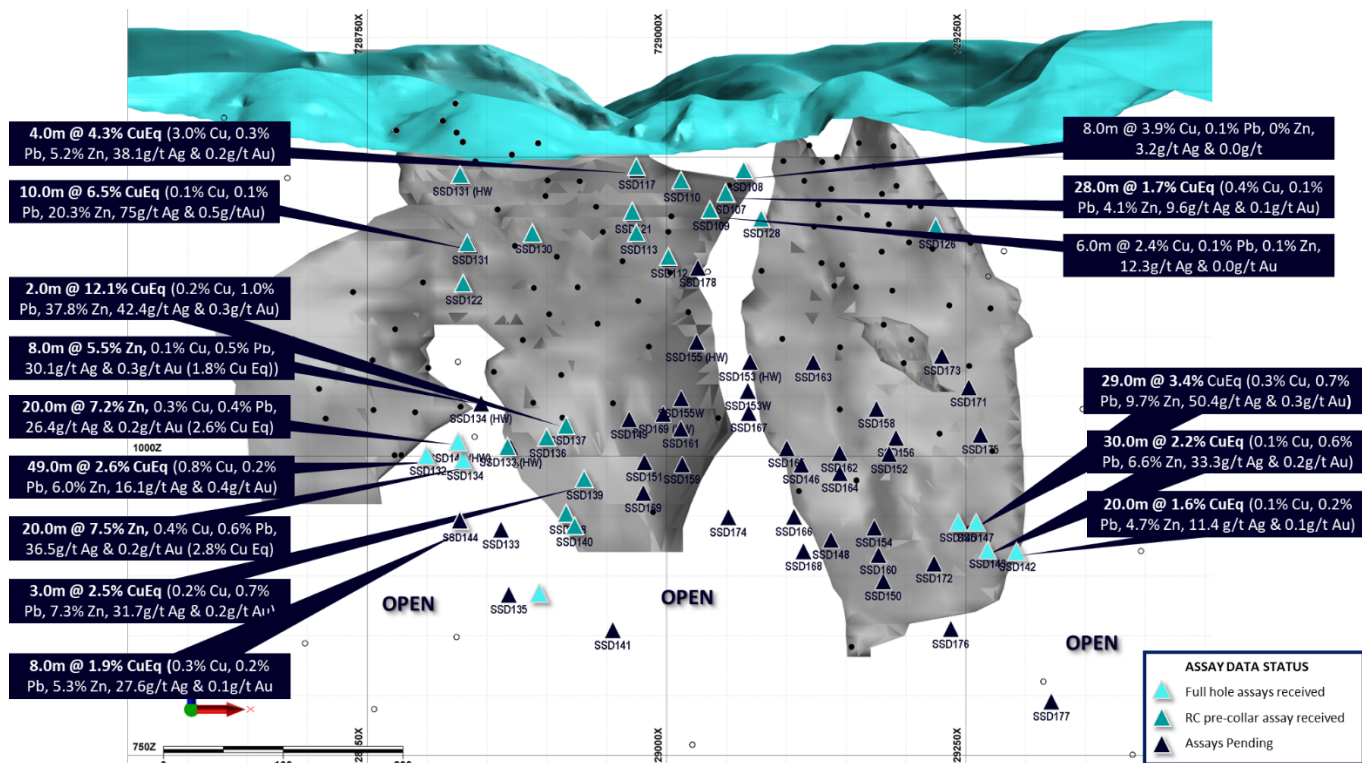 728750X
729000X
729250X
4.0m @ 4.3% CuEq (3.0% Cu, 0.3%
Pb, 5.2% Zn, 38.1g/t Ag & 0.2g/t Au)
10.0m @ 6.5% CuEq (0.1% Cu, 0.1%
Pb, 20.3% Zn, 75g/t Ag & 0.5g/tAu)
2.0m @ 12.1% CuEq (0.2% Cu, 1.0%
Pb, 37.8% Zn, 42.4g/t Ag & 0.3g/t Au)
8.0m @ 5.5% Zn, 0.1% Cu, 0.5% Pb,
30.1g/t Ag & 0.3g/t Au (1.8% Cu Eq))
20.0m @ 7.2% Zn, 0.3% Cu, 0.4% Pb,
26.4g/t Ag & 0.2g/t Au (2.6% Cu Eq)
49.0m @ 2.6% CuEq (0.8% Cu, 0.2%
Pb, 6.0% Zn, 16.1g/t Ag & 0.4g/t Au)
20.0m @ 7.5% Zn, 0.4% Cu, 0.6% Pb,
36.5g/t Ag & 0.2g/t Au (2.8% Cu Eq)
3.0m @ 2.5% CuEq (0.2% Cu, 0.7%
Pb, 7.3% Zn, 31.7g/t Ag & 0.2g/t Au)
8.0m @ 1.9% CuEq (0.3% Cu, 0.2%
Pb, 5.3% Zn, 27.6g/t Ag & 0.1g/t Au
8.0m @ 3.9% Cu, 0.1% Pb, 0% Zn,
3.2g/t Ag & 0.0g/t
28.0m @ 1.7% CuEq (0.4% Cu, 0.1%
Pb, 4.1% Zn, 9.6g/t Ag & 0.1g/t Au)
6.0m @ 2.4% Cu, 0.1% Pb, 0.1% Zn,
12.3g/t Ag & 0.0g/t Au
29.0m @ 3.4% CuEq (0.3% Cu, 0.7%
Pb, 9.7% Zn, 50.4g/t Ag & 0.3g/t Au)
30.0m @ 2.2% CuEq (0.1% Cu, 0.6%
Pb, 6.6% Zn, 33.3g/t Ag & 0.2g/t Au)
20.0m @ 1.6% CuEq (0.1% Cu, 0.2%
Pb, 4.7% Zn, 11.4 g/t Ag & 0.1g/t Au)
SSD131 (HW
SSD117
SSD110
SSD108
SSD107
SSD109
SSD128
SSD126
SSD130
SSD113
SSD131
SSD112
SSD178
SSD122
SSD155 (HW)
SSD153 (HW)
SSD163
SSD173
SSD171
SSD134 (HW)
SSD149
SSD155W
SSD153W
SSD167
SSD158
SSD137
SSD161
SSD136
SSD156
SSD175
1000Z
SSD132
SSD134
SSD133 (HW)
SSD151
SSD159
SSD146
SSD162
SSD164
SSD152
SSD139
SSD169
SSD144
SSD133
SSD140
SSD174
SSD166
SSD148
SSD154
SSD147
SSD168
SSD160
SSD172
SSD142
SSD150
SSD135
OPEN
OPEN
OPEN
SSD141
SSD176
SSD177
X
750Z
728750X
729000X
729250X
ASSAY DATA STATUS
Full hole assays received
RC pre-collar assay received
Assays Pending